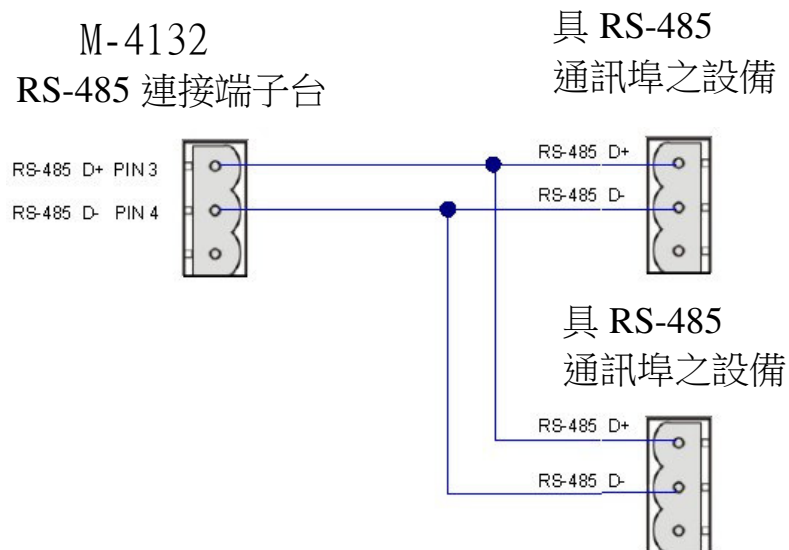 M-4132
RS-485 連接端子台
具 RS-485
通訊埠之設備
RS-485 D+ PIN 3
RS-485 D- PIN 4
RS-485 D+
RS-485 D-
具 RS-485
通訊埠之設備
RS-485 D+
RS-485 D-